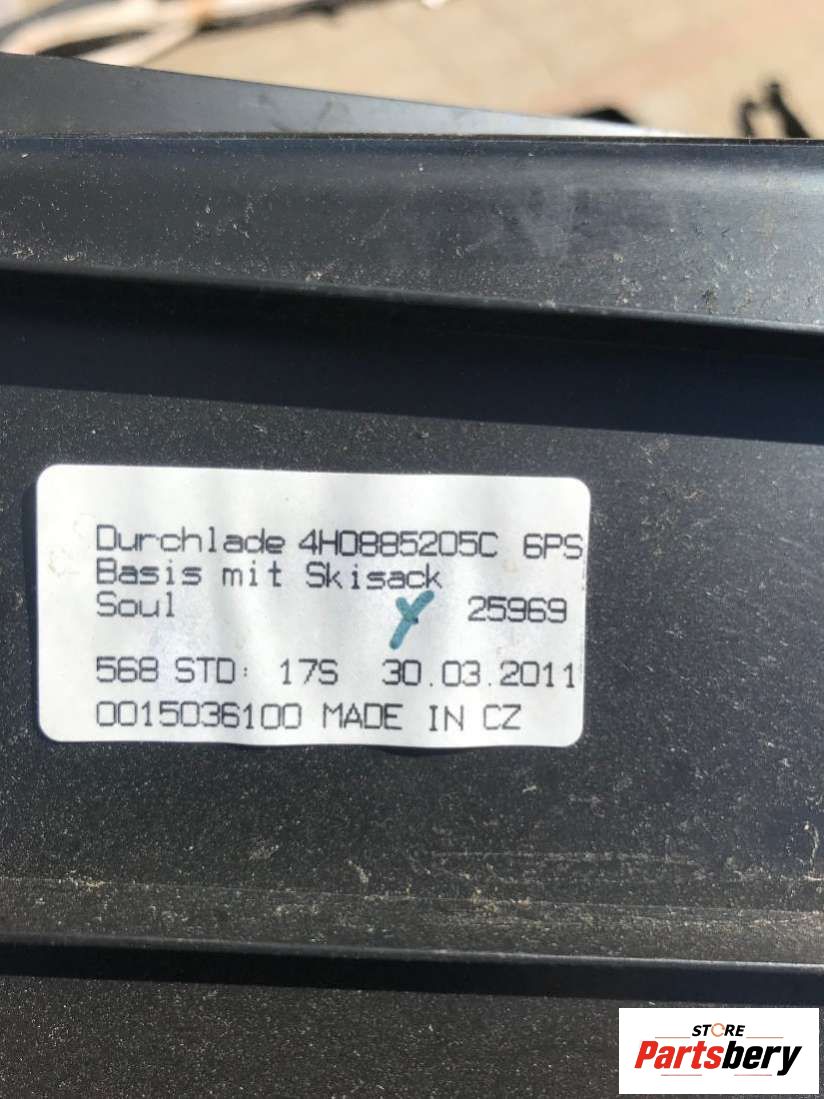 Durchlade 4H0885205C 6PS
Basis mit Skisack
Soul 25969
568 STD: 17S 30.03.2011
0015036100 MADE IN CZ
STORE
Partsbery